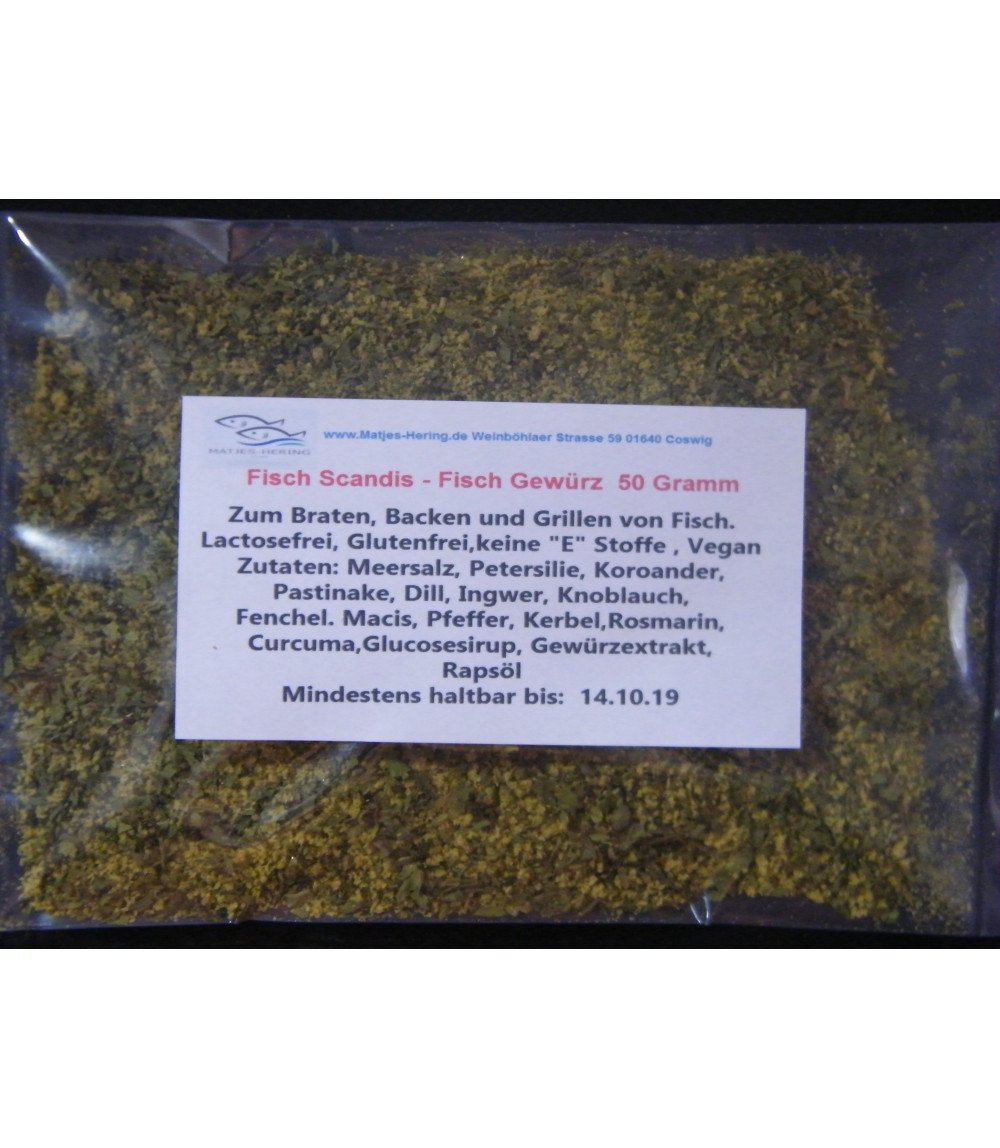 www.Matjes-Hering.de Weinböhlaer Strasse 59 01640 Coswig
MATJES-HERING
Fisch Scandis - Fisch Gewürz 50 Gramm
Zum Braten, Backen und Grillen von Fisch.
Lactosefrei, Glutenfrei,keine "E" Stoffe , Vegan
Zutaten: Meersalz, Petersilie, Koroander,
Pastinake, Dill, Ingwer, Knoblauch,
Fenchel. Macis, Pfeffer, Kerbel,Rosmarin,
Curcuma,Glucosesirup, Gewürzextrakt,
Rapsöl
Mindestens haltbar bis: 14.10.19